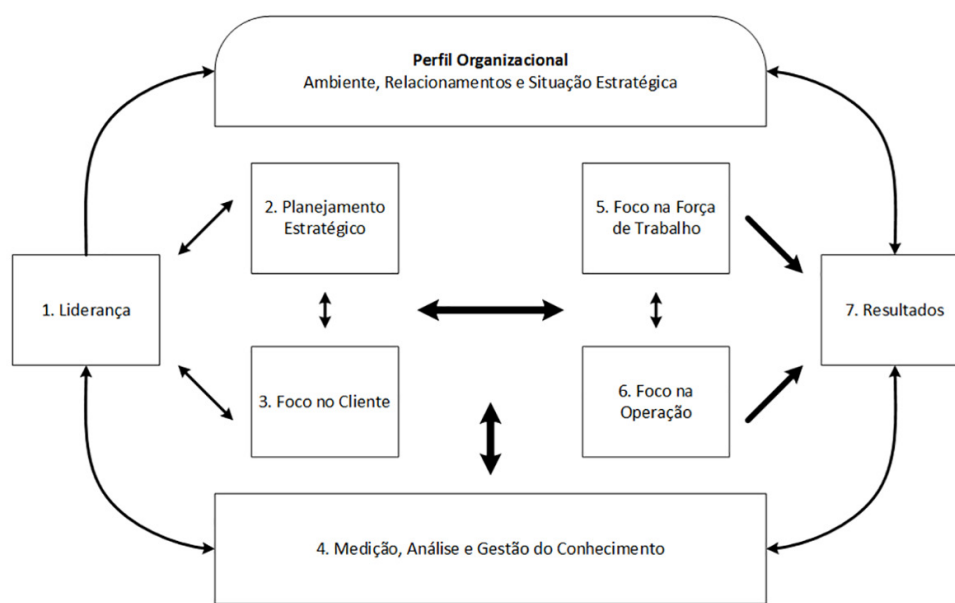 Perfil Organizacional
Ambiente, Relacionamentos e Situação Estratégica
2. Planejamento
Estratégico
5. Foco na Força
de Trabalho
1. Liderança
7. Resultados
3. Foco no Cliente
6. Foco na
Operação
4. Medição, Análise e Gestão do Conhecimento